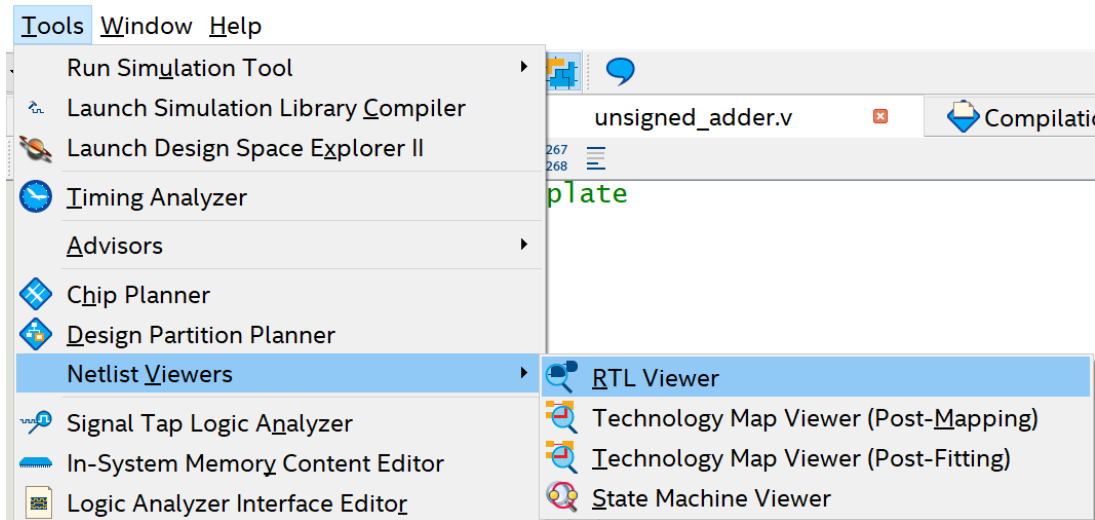 Tools Window Help
Run Simulation Tool
Launch Simulation Library Compiler
unsigned_adder.v
Compilatio
Launch Design Space Explorer II
267
268
Timing Analyzer
plate
Advisors
Chip Planner
Design Partition Planner
Netlist Viewers
RTL Viewer
Technology Map Viewer (Post-Mapping)
Signal Tap Logic Analyzer
Technology Map Viewer (Post-Fitting)
In-System Memory Content Editor
State Machine Viewer
Logic Analyzer Interface Editor